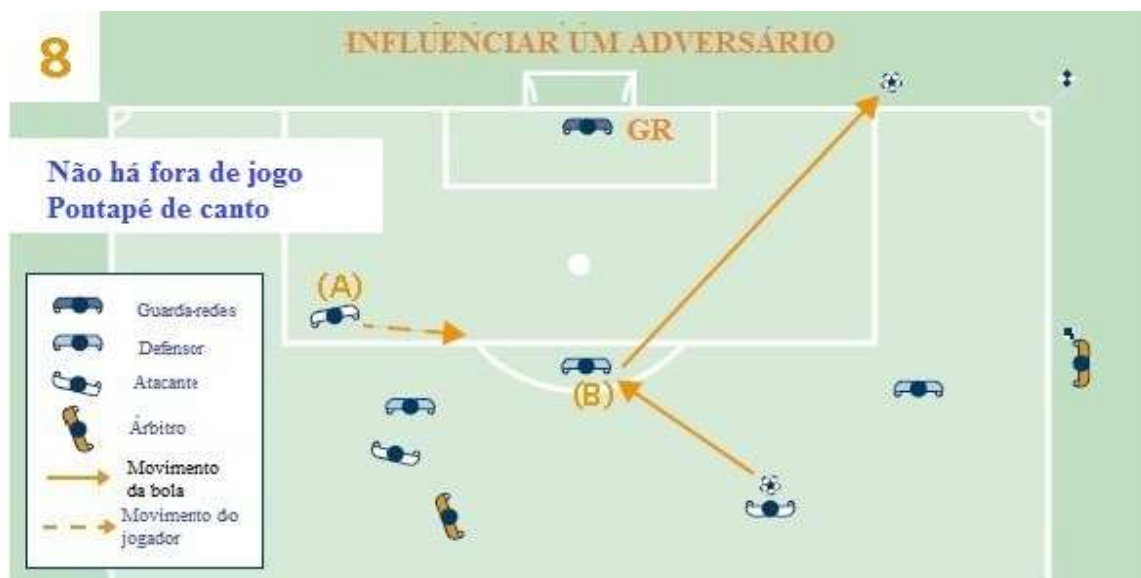 8
INFLUENCIAR UM ADVERSÁRIO
GR
Não há fora de jogo
Pontapé de canto
(A)
(B)
Guarda-redes
Defensor
Atacante
Árbitro
Movimento
da bola
Movimento do
jogador